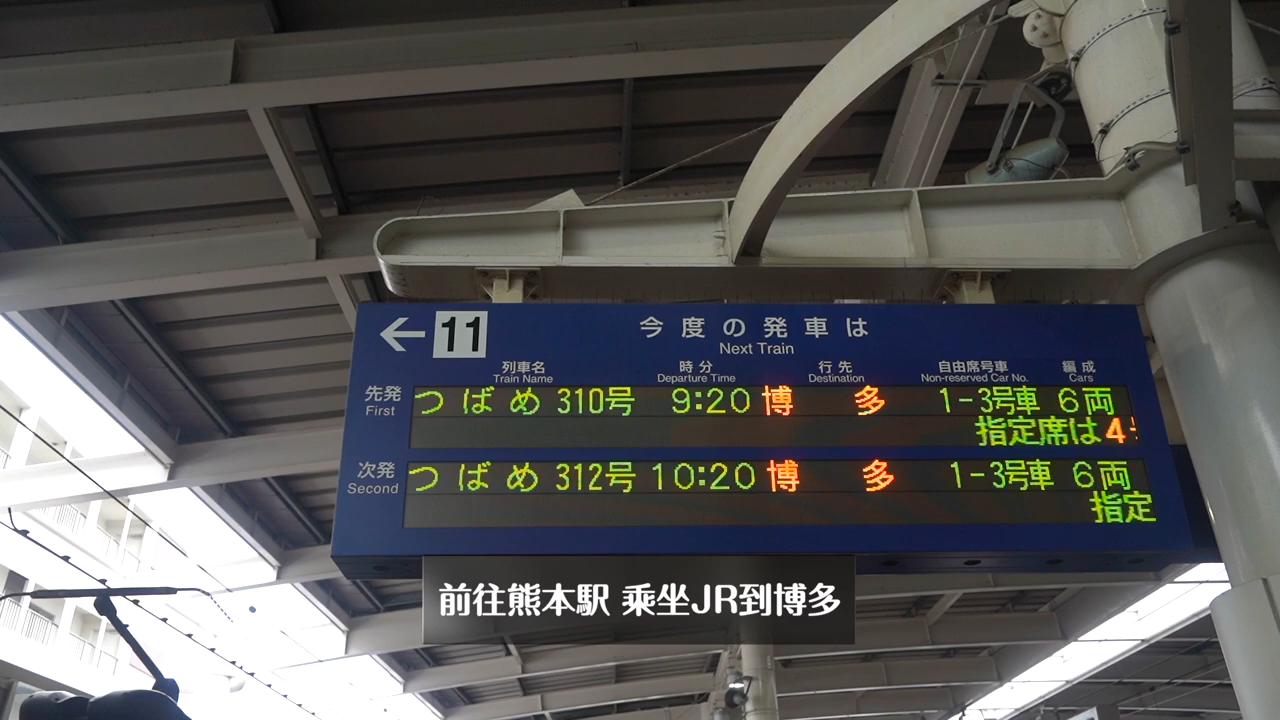 ← 11 今度の発車は
Next Train
列車名 時分 行先 自由席号車 編成
Train Name Departure Time Destination Non-reserved Car No. Cars
先発 つばめ 310号 9:20 博多 1-3号車 6両
First 指定席は4
次発 つばめ 312号 10:20 博多 1-3号車 6両
Second 指定
前往熊本駅 乘坐JR到博多